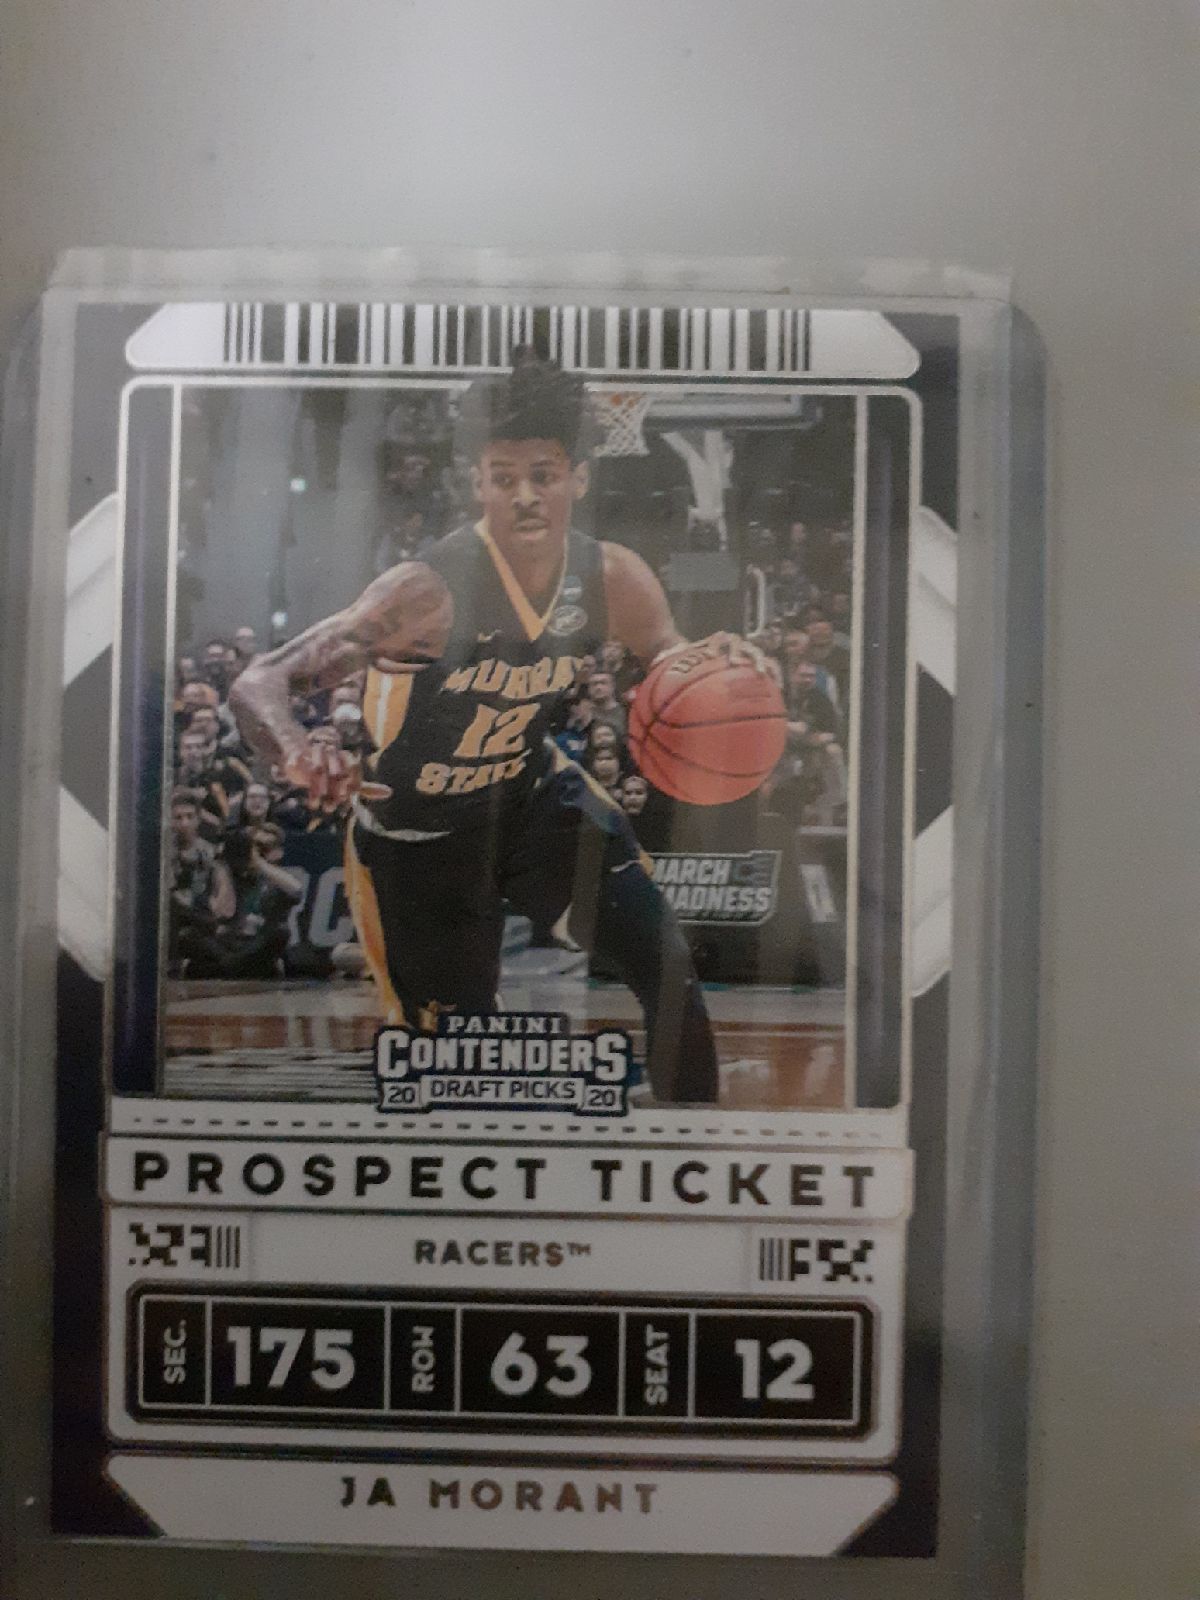 MURRAY
12
STATE
MARCH
MADNESS
PANINI
CONTENDERS
20 DRAFT PICKS 20
PROSPECT TICKET
RACERS™
SEC. 175 ROW 63 SEAT 12
JA MORANT